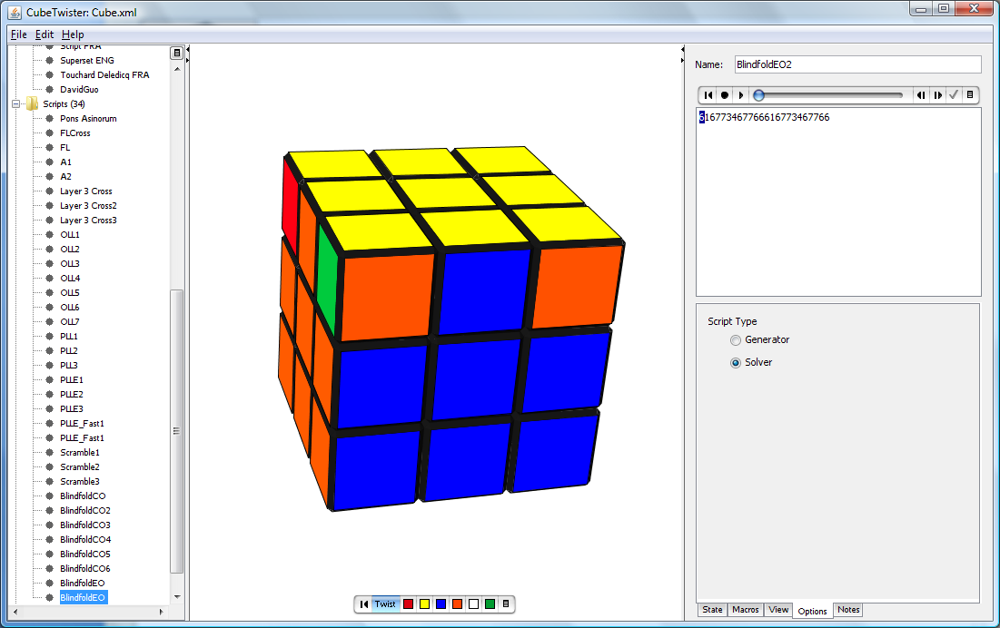 CubeTwister: Cube.xml
File Edit Help
Script FRA
Superset ENG
Touchard Deledicq FRA
DavidGuo
Scripts (34)
Pons Asinorum
FLCross
FL
A1
A2
Layer 3 Cross
Layer 3 Cross2
Layer 3 Cross3
OLL1
OLL2
OLL3
OLL4
OLL5
OLL6
OLL7
PLL1
PLL2
PLL3
PLLE1
PLLE2
PLLE3
PLLE_Fast1
PLLE_Fast1
Scramble1
Scramble2
Scramble3
BlindfoldCO
BlindfoldCO2
BlindfoldCO3
BlindfoldCO4
BlindfoldCO5
BlindfoldCO6
BlindfoldEO
BlindfoldEO
Twist
Name: BlindfoldEO2
61677346776661677346​7766
Script Type
Generator
Solver
State Macros View Options Notes